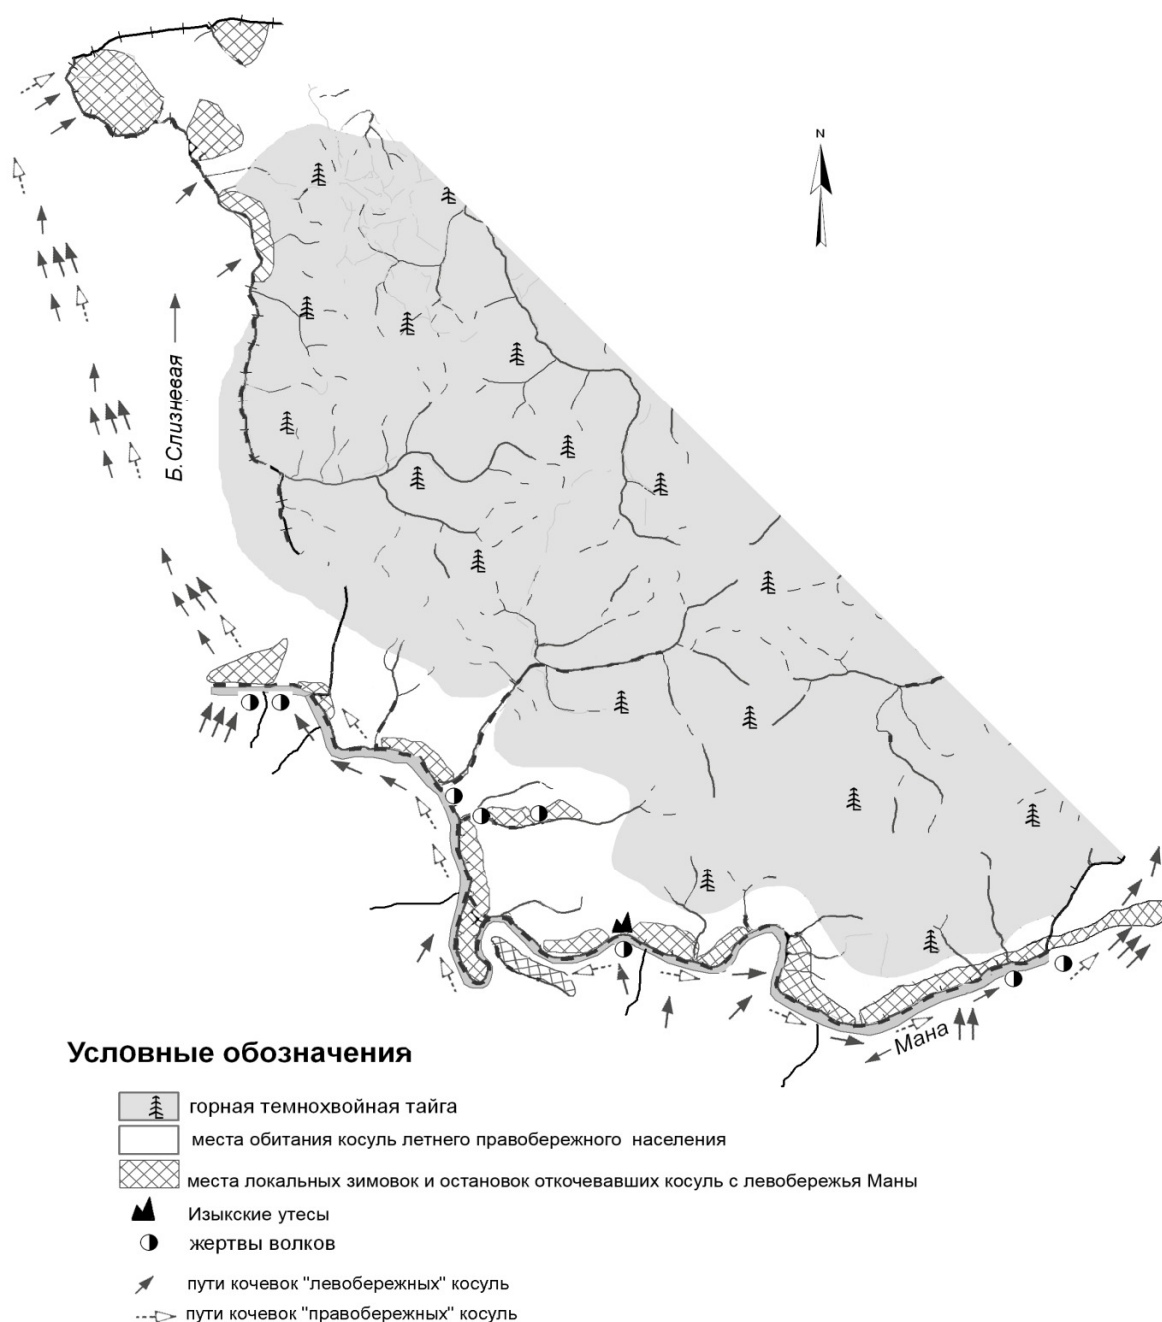 N
Б.Слизневая
Мана
Условные обозначения
горная темнохвойная тайга
места обитания косуль летнего правобережного населения
места локальных зимовок и остановок откочевавших косуль с левобережья Маны
Изыкские утесы
жертвы волков
пути кочевок "левобережных" косуль
пути кочевок "правобережных" косуль